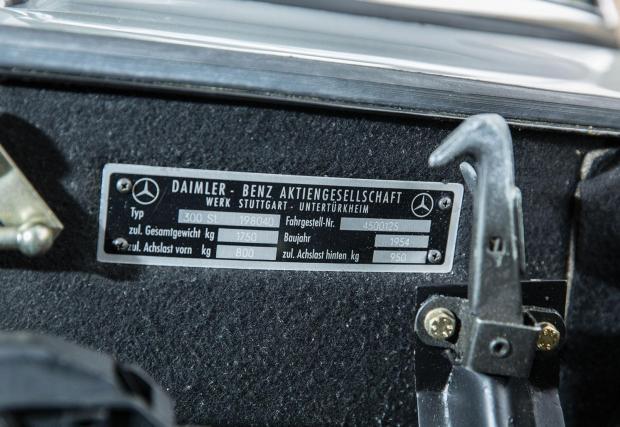 DAIMLER - BENZ AKTIENGESELLSCHAFT
WERK STUTTGART - UNTERTÜRKHEIM
Typ 300 SL 198040 Fahrgestell-Nr. 4500125
zul. Gesamtgewicht kg 1750 Baujahr 1954
zul. Achslast vorn kg 800 zul. Achslast hinten kg 950